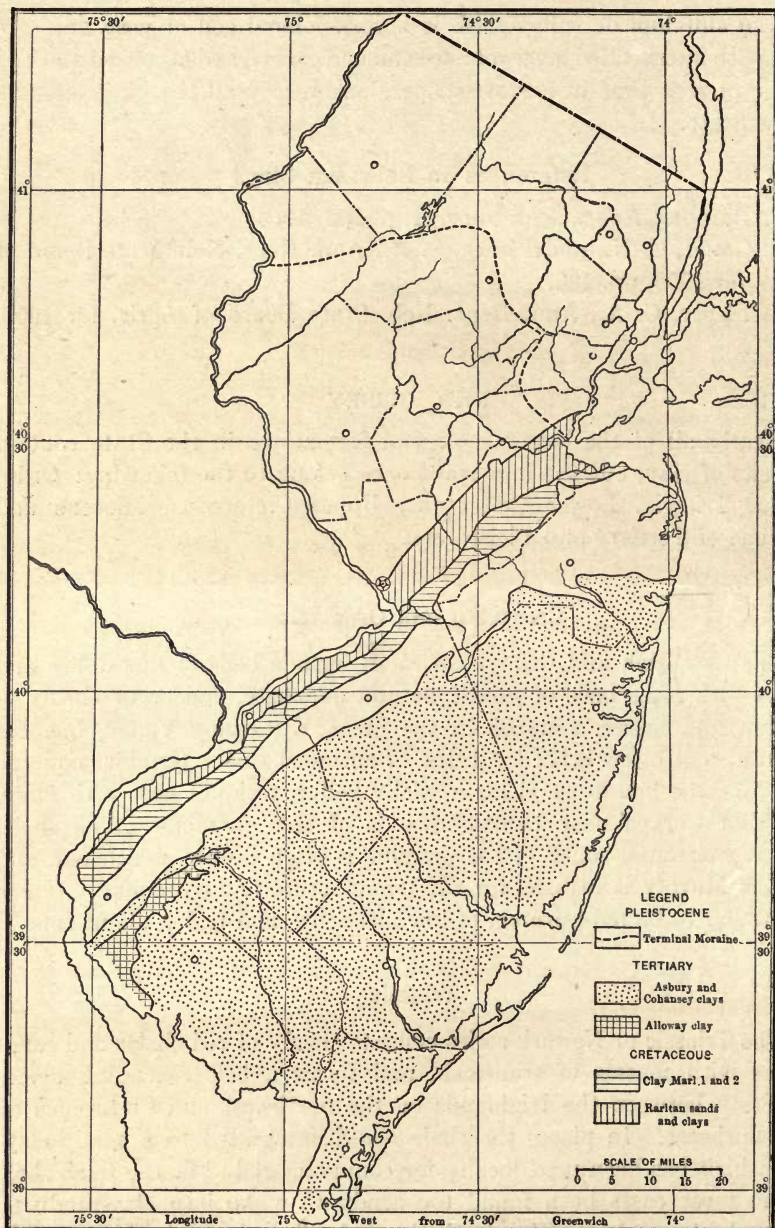 75°30' 75° 74°30' 74°
41° 41°
40° 30' 40° 30'
40° 40°
39° 30' 39° 30'
39° 39°
LEGEND
PLEISTOCENE
Terminal Moraine
TERTIARY
Asbury and
Cohansey clays
Alloway clay
CRETACEOUS
Clay Marl, 1 and 2
Raritan sands
and clays
SCALE OF MILES
0 5 10 15 20
75°30' Longitude 75° West from 74°30' Greenwich 74°